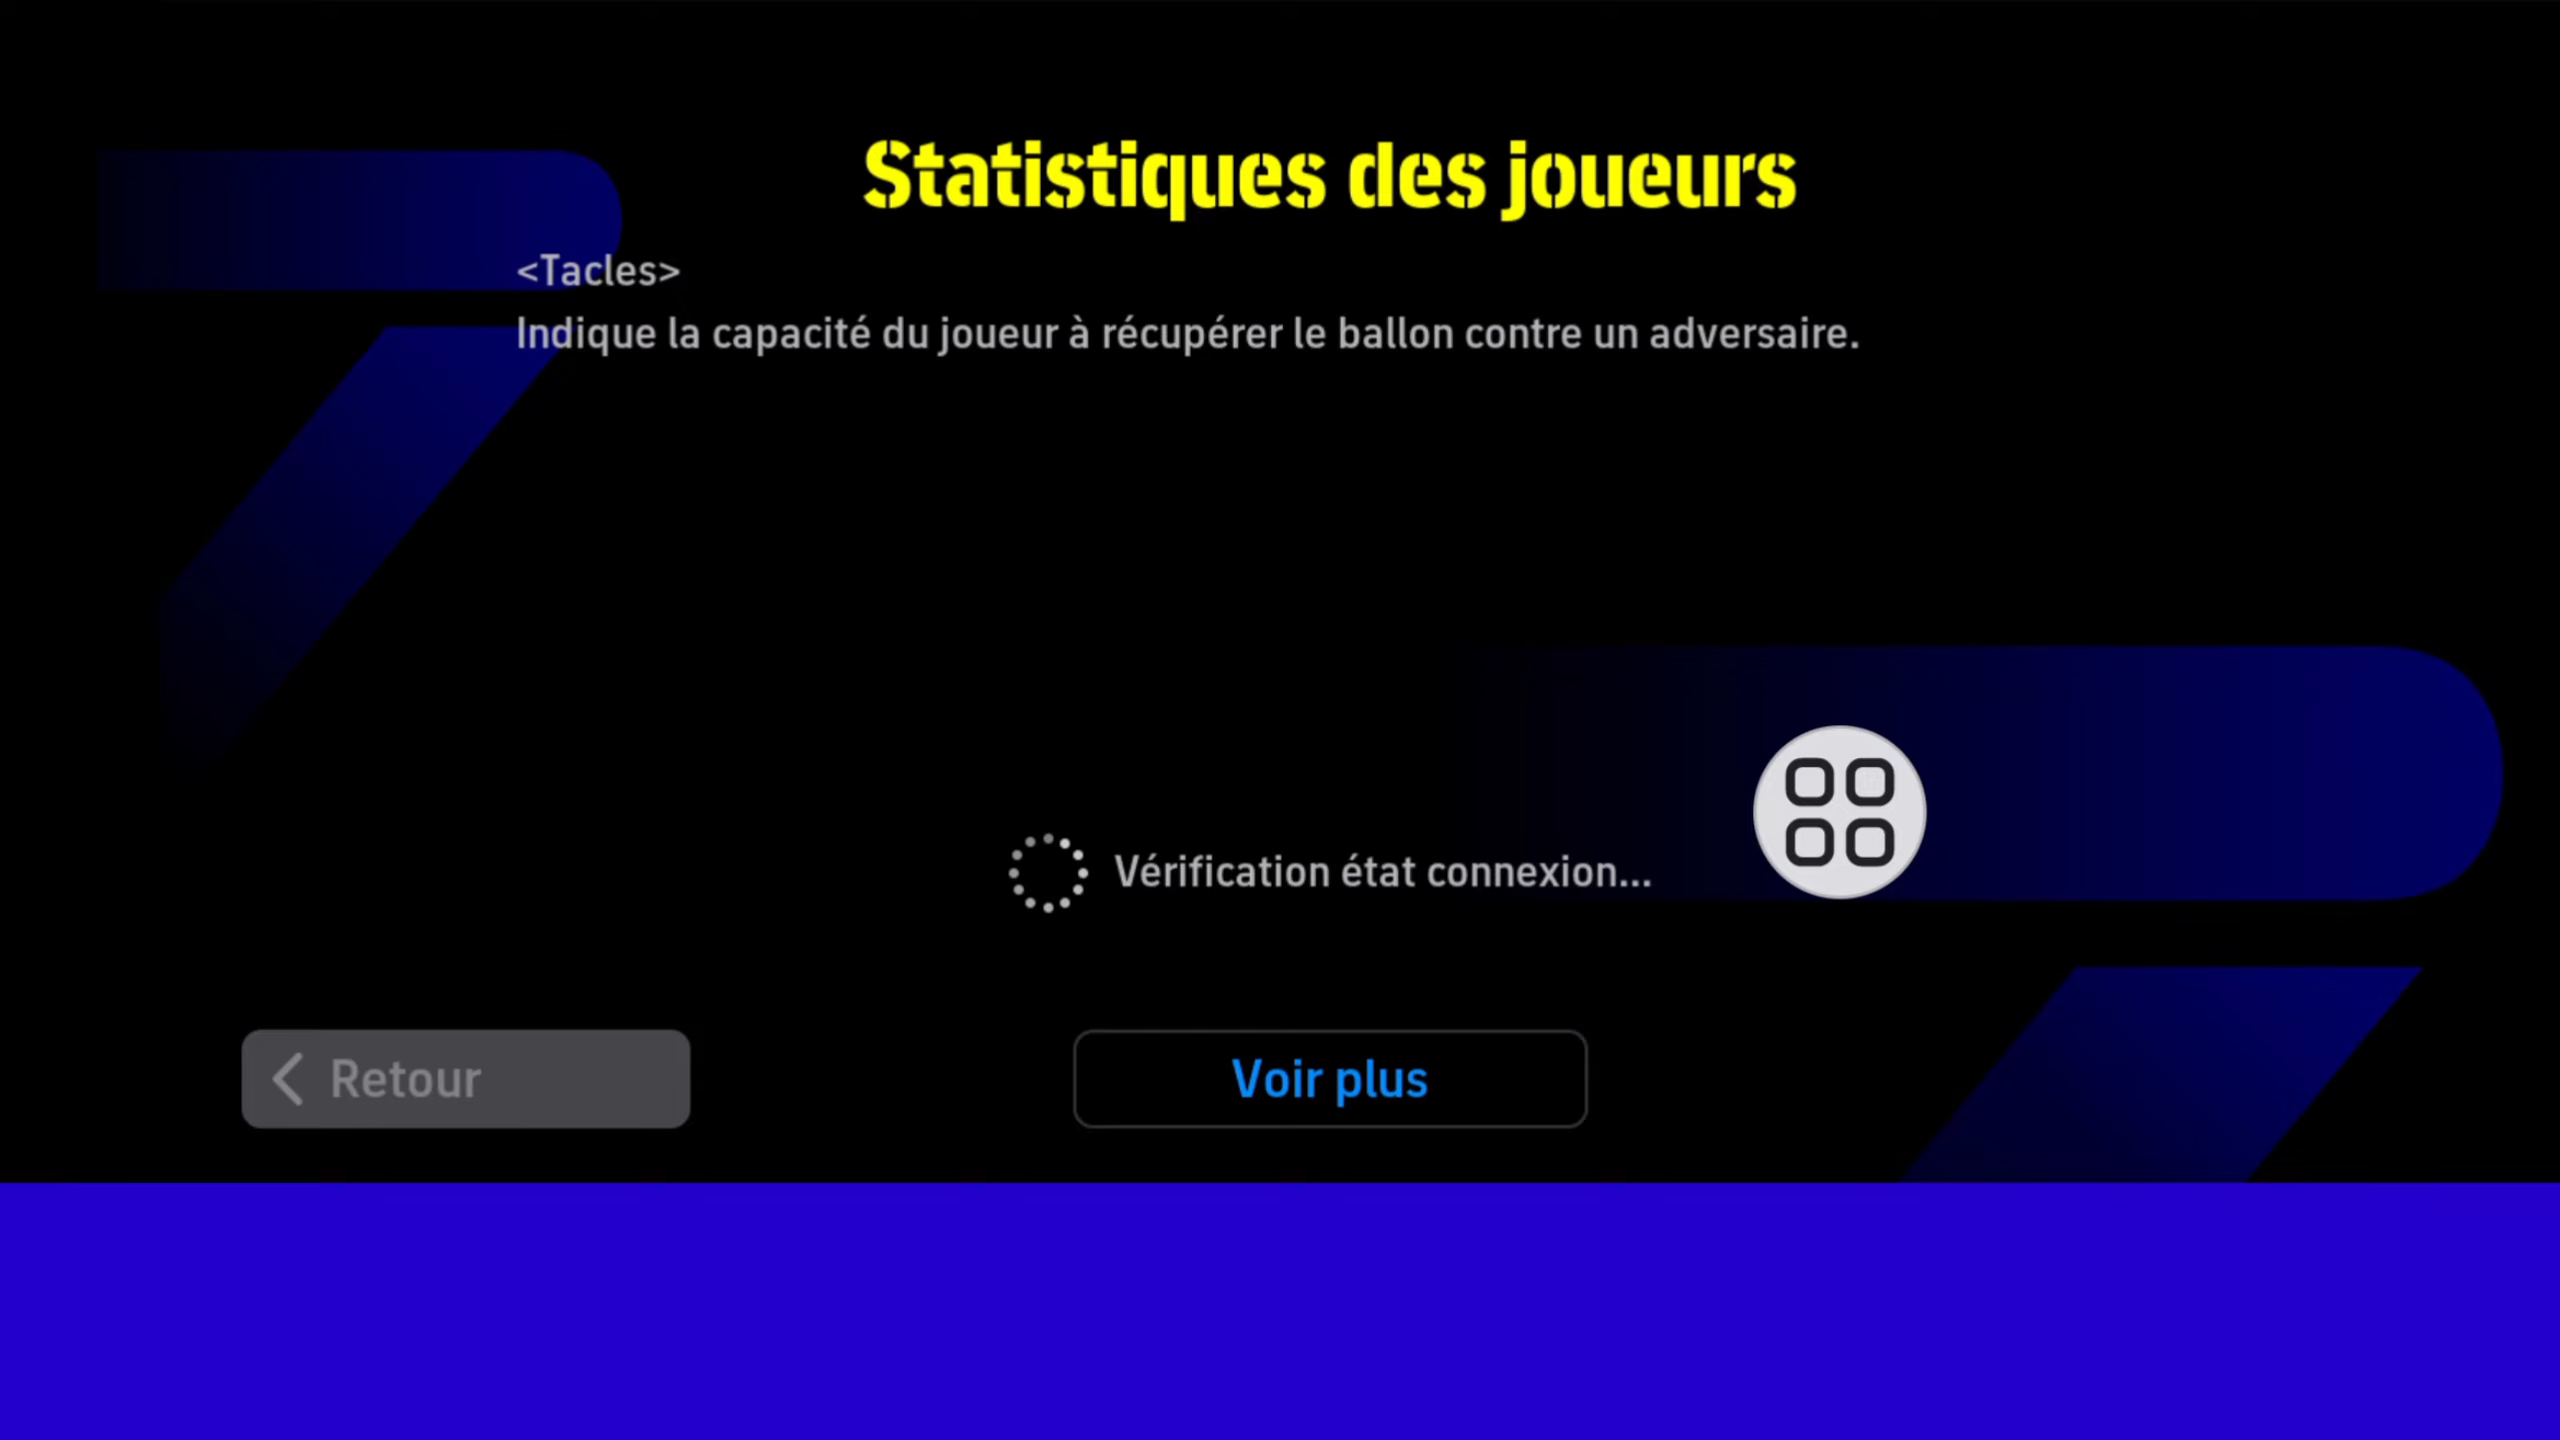 Statistiques des joueurs
<Tacles>
Indique la capacité du joueur à récupérer le ballon contre un adversaire.
Vérification état connexion...
Retour
Voir plus